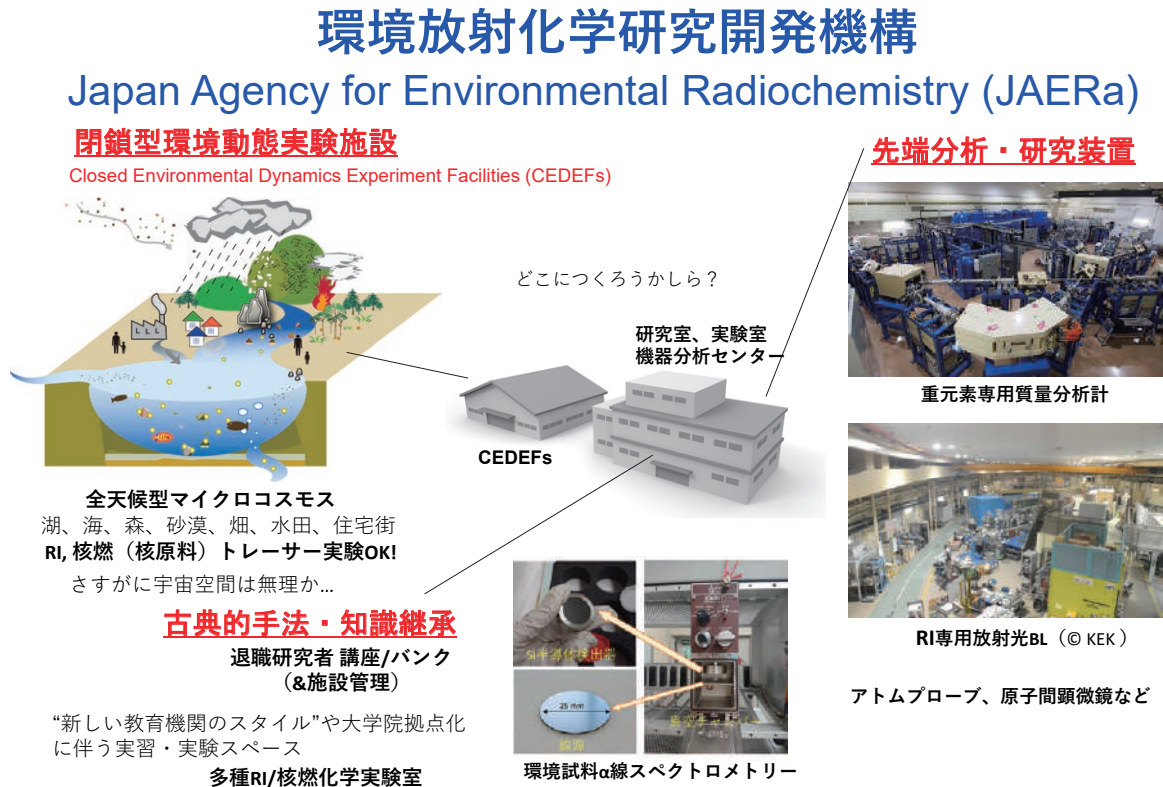 環境放射化学研究開発機構
Japan Agency for Environmental Radiochemistry (JAERa)
閉鎖型環境動態実験施設
Closed Environmental Dynamics Experiment Facilities (CEDEFs)
先端分析・研究装置
どこにつくろうかしら？
研究室、実験室
機器分析センター
CEDEFs
重元素専用質量分析計
全天候型マイクロコスモス
湖、海、森、砂漠、畑、水田、住宅街
RI, 核燃（核原料）トレーサー実験OK!
さすがに宇宙空間は無理か...
古典的手法・知識継承
退職研究者 講座/バンク
（&施設管理）
“新しい教育機関のスタイル”や大学院拠点化
に伴う実習・実験スペース
多種RI/核燃化学実験室
Si半導体検出器
25 mm
線源
真空チャンバー
環境試料α線スペクトロメトリー
RI専用放射光BL（© KEK ）
アトムプローブ、原子間顕微鏡など